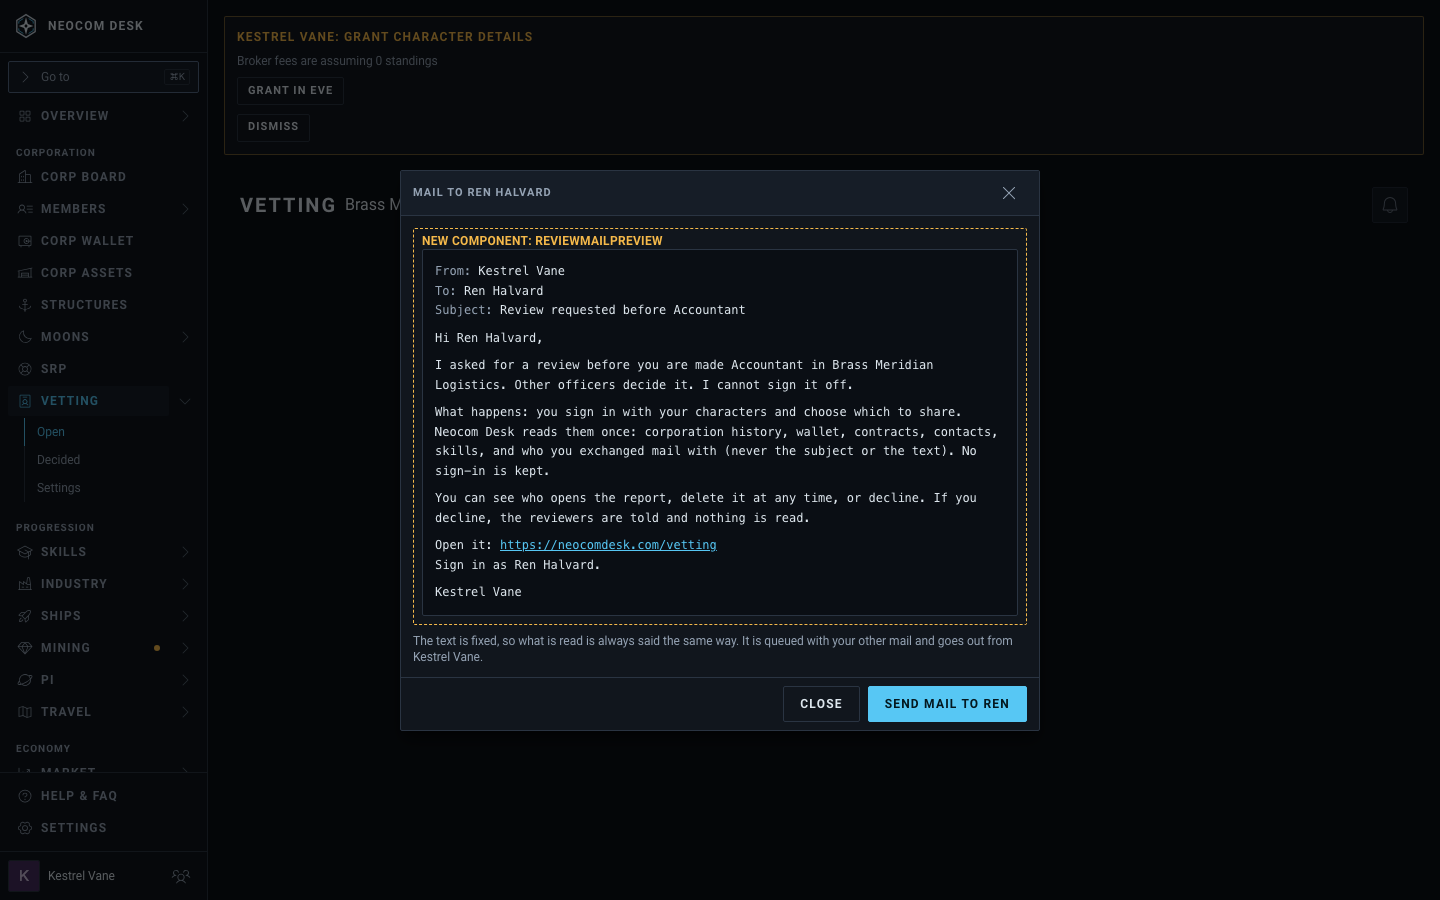 NEOCOM DESK
Go to
⌘K
OVERVIEW
CORPORATION
CORP BOARD
MEMBERS
CORP WALLET
CORP ASSETS
STRUCTURES
MOONS
SRP
VETTING
Open
Decided
Settings
PROGRESSION
SKILLS
INDUSTRY
SHIPS
MINING
PI
TRAVEL
ECONOMY
MARKET
HELP & FAQ
SETTINGS
K
Kestrel Vane
KESTREL VANE: GRANT CHARACTER DETAILS
Broker fees are assuming 0 standings
GRANT IN EVE
DISMISS
VETTING Brass M
MAIL TO REN HALVARD
NEW COMPONENT: REVIEWMAILPREVIEW
From: Kestrel Vane
To: Ren Halvard
Subject: Review requested before Accountant
Hi Ren Halvard,
I asked for a review before you are made Accountant in Brass Meridian
Logistics. Other officers decide it. I cannot sign it off.
What happens: you sign in with your characters and choose which to share.
Neocom Desk reads them once: corporation history, wallet, contracts, contacts,
skills, and who you exchanged mail with (never the subject or the text). No
sign-in is kept.
You can see who opens the report, delete it at any time, or decline. If you
decline, the reviewers are told and nothing is read.
Open it: https://neocomdesk.com/vetting
Sign in as Ren Halvard.
Kestrel Vane
The text is fixed, so what is read is always said the same way. It is queued with your other mail and goes out from
Kestrel Vane.
CLOSE
SEND MAIL TO REN